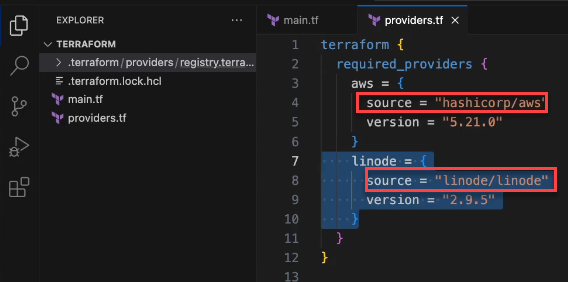 EXPLORER
...
TERRAFORM
.terraform/providers/registry.terra...
.terraform.lock.hcl
main.tf
providers.tf
main.tf
providers.tf
1 terraform {
2 required_providers {
3 aws = {
4 source = "hashicorp/aws"
5 version = "5.21.0"
6 }
7 linode = {
8 source = "linode/linode"
9 version = "2.9.5"
10 }
11 }
12 }
13